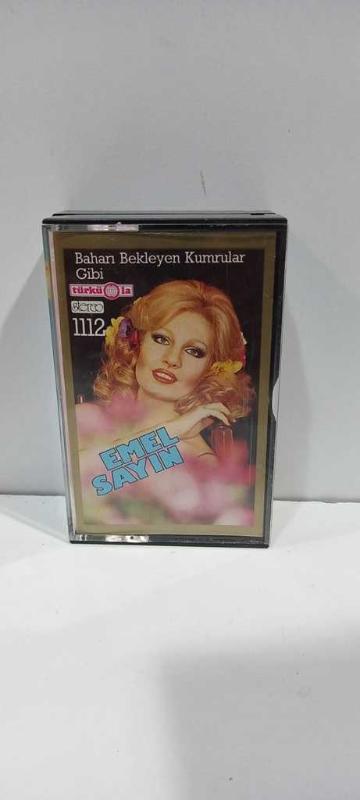 Baharı Bekleyen Kumrular
Gibi
türküola
stereo
1112
EMEL
SAYIN